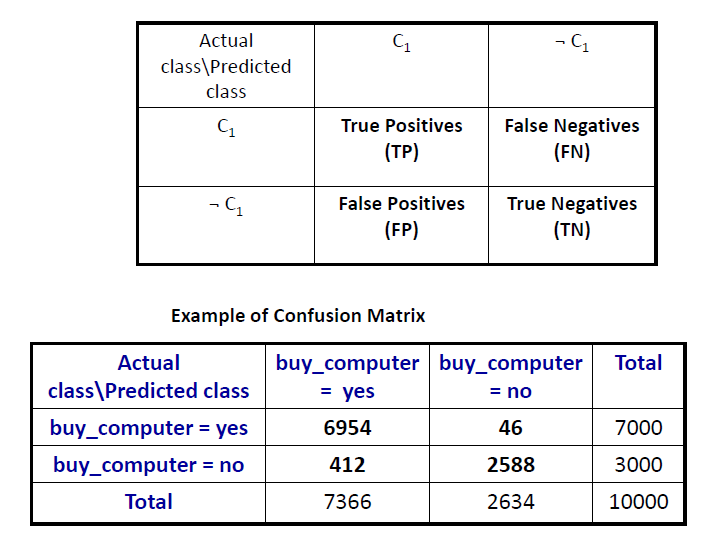 Actual class\Predicted class C₁ ¬ C₁
C₁ True Positives (TP) False Negatives (FN)
¬ C₁ False Positives (FP) True Negatives (TN)
Example of Confusion Matrix
Actual class\Predicted class buy_computer = yes buy_computer = no Total
buy_computer = yes 6954 46 7000
buy_computer = no 412 2588 3000
Total 7366 2634 10000